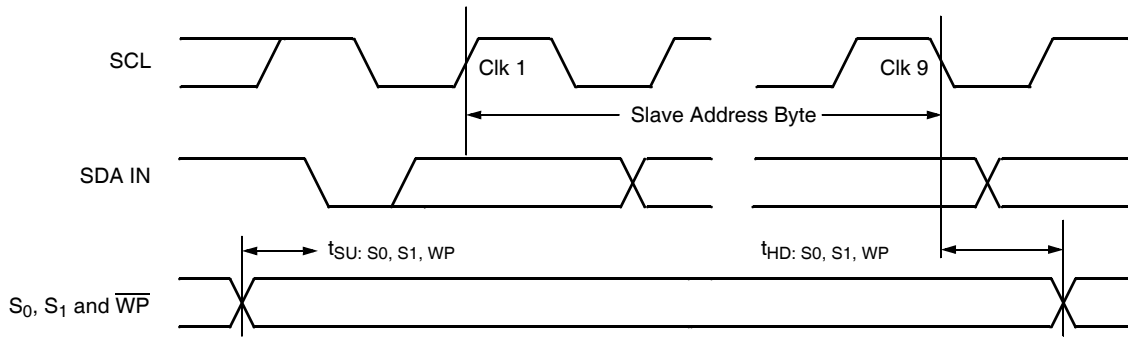 SCL
Clk 1
Clk 9
Slave Address Byte
SDA IN
tSU: S0, S1, WP
tHD: S0, S1, WP
S0, S1 and W̅P̅